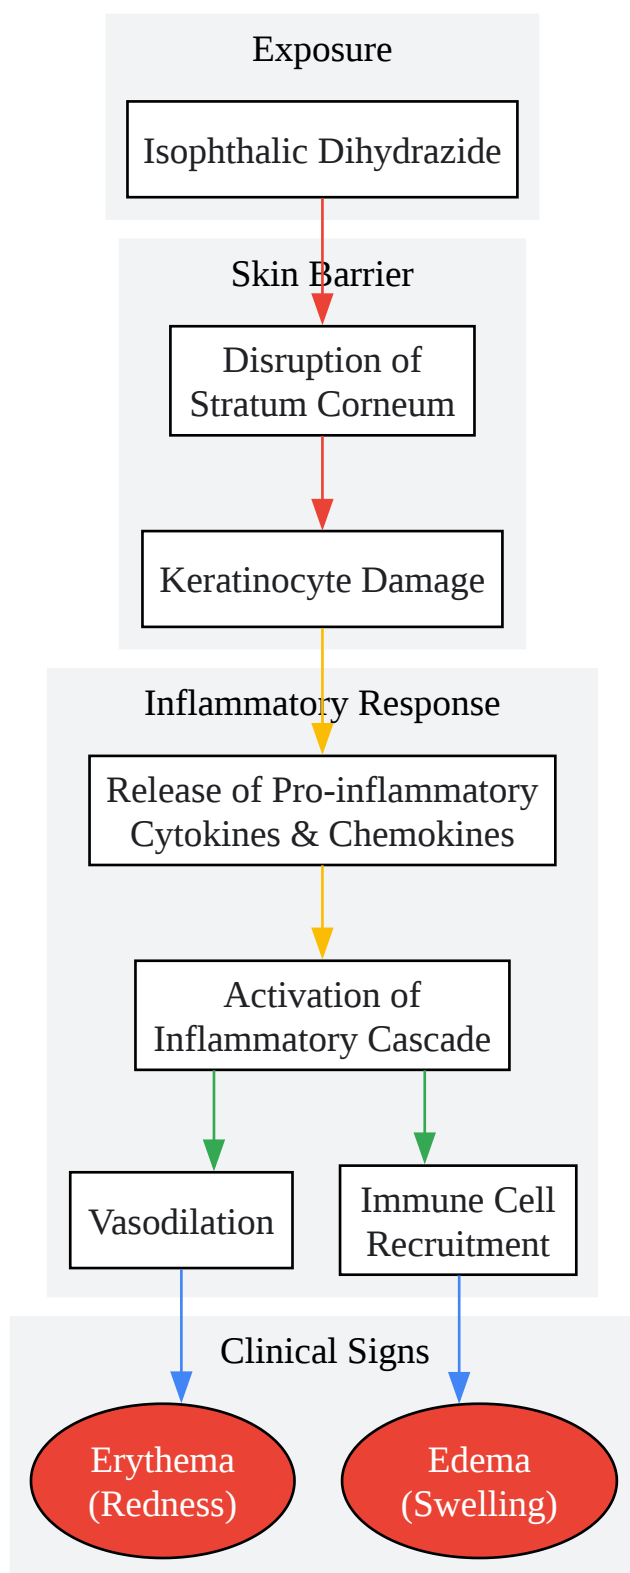 Exposure
Isophthalic Dihydrazide
Skin Barrier
Disruption of
Stratum Corneum
Keratinocyte Damage
Inflammatory Response
Release of Pro-inflammatory
Cytokines & Chemokines
Activation of
Inflammatory Cascade
Vasodilation
Immune Cell
Recruitment
Clinical Signs
Erythema
(Redness)
Edema
(Swelling)